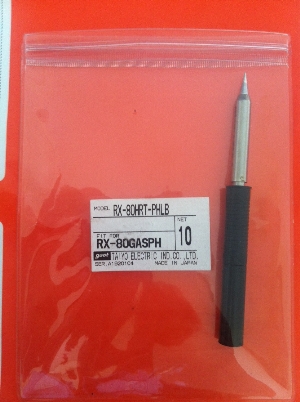 MODEL RX-80HRT-PHLB
FIT FOR NET
RX-80GASPH 10
goot TAIYO ELECTRIC IND.CO.,LTD.
MADE IN JAPAN